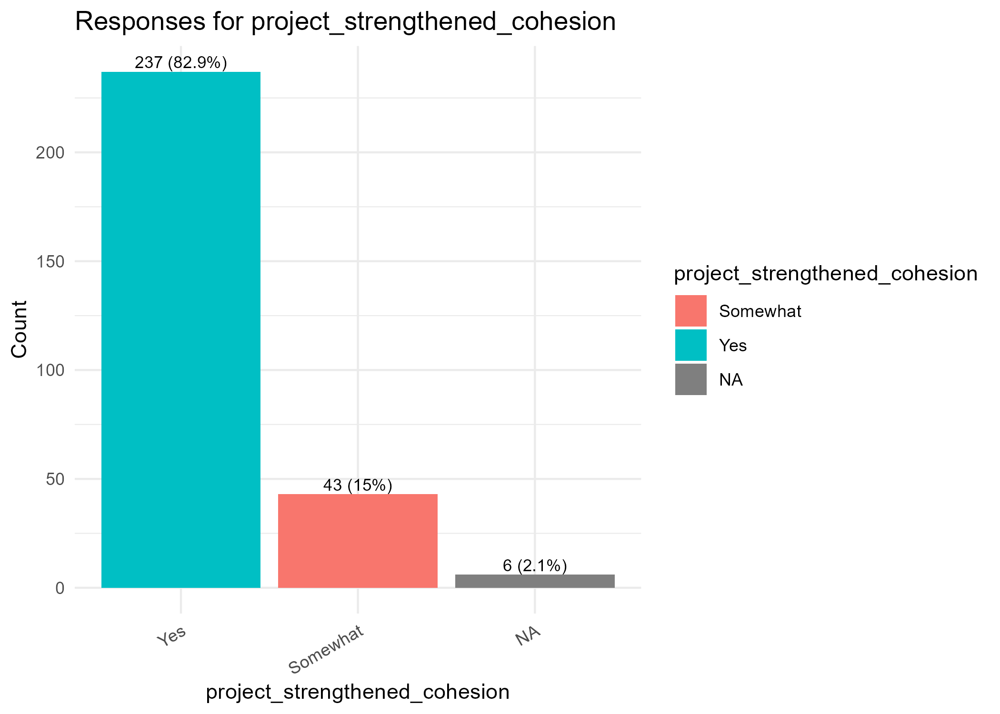 Responses for project_strengthened_cohesion
237 (82.9%)
200
150
100
50
0
Count
43 (15%)
6 (2.1%)
Yes
Somewhat
NA
project_strengthened_cohesion
project_strengthened_cohesion
Somewhat
Yes
NA